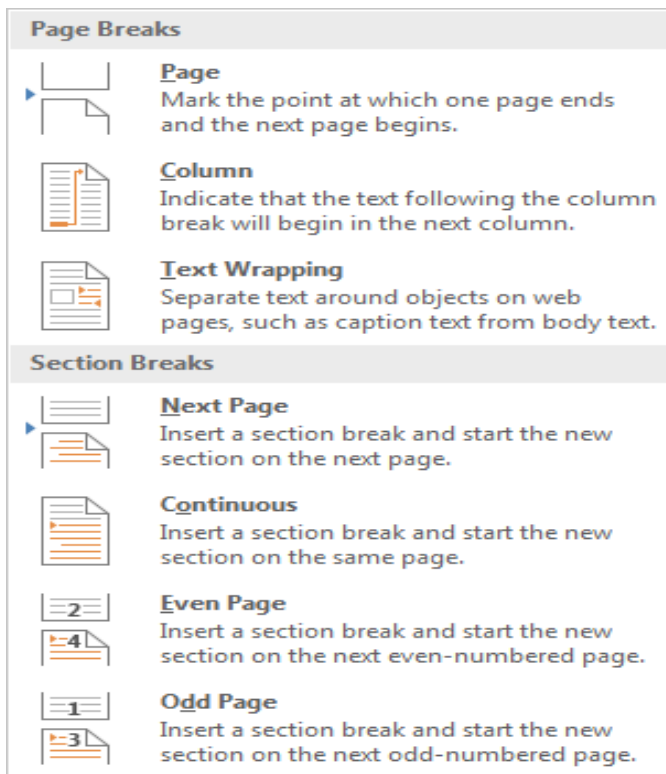 Page Breaks
Page
Mark the point at which one page ends
and the next page begins.
Column
Indicate that the text following the column
break will begin in the next column.
Text Wrapping
Separate text around objects on web
pages, such as caption text from body text.
Section Breaks
Next Page
Insert a section break and start the new
section on the next page.
Continuous
Insert a section break and start the new
section on the same page.
2
Even Page
4
Insert a section break and start the new
section on the next even-numbered page.
1
Odd Page
3
Insert a section break and start the new
section on the next odd-numbered page.